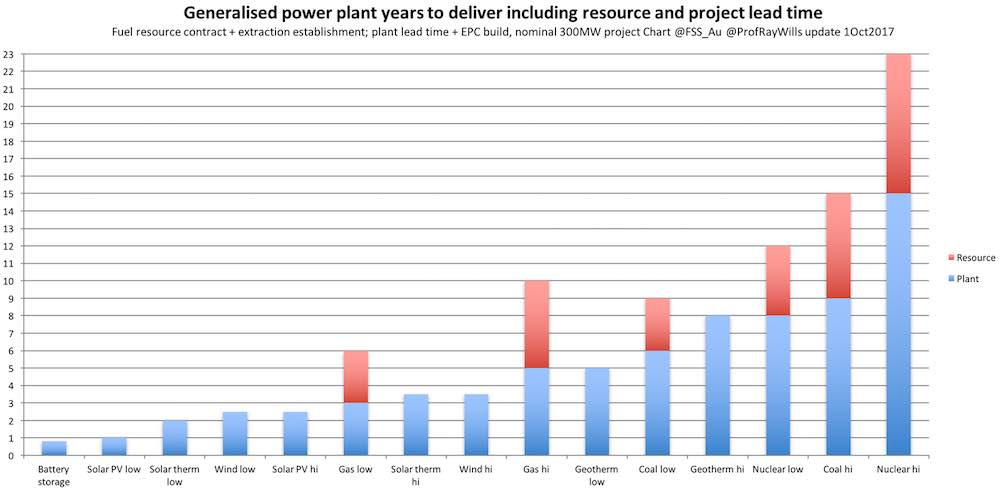 Generalised power plant years to deliver including resource and project lead time
Fuel resource contract + extraction establishment; plant lead time + EPC build, nominal 300MW project Chart @FSS_Au @ProfRayWills update 1Oct2017
23
22
21
20
19
18
17
16
15
14
13
12
11
10
9
8
7
6
5
4
3
2
1
0
Resource
Plant
Battery
storage
Solar PV low
Solar therm
low
Wind low
Solar PV hi
Gas low
Solar therm
hi
Wind hi
Gas hi
Geotherm
low
Coal low
Geotherm hi
Nuclear low
Coal hi
Nuclear hi